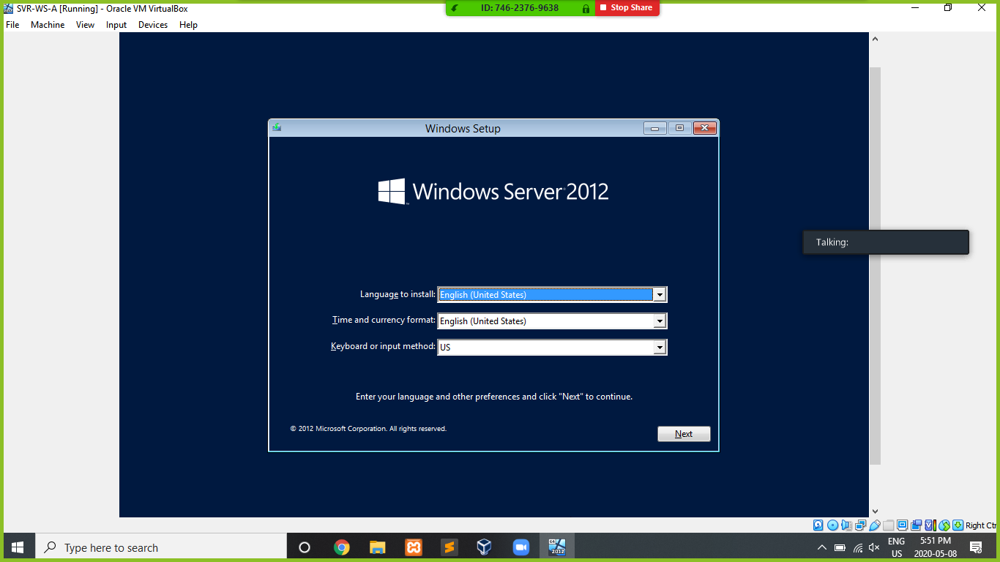 SVR-WS-A [Running] - Oracle VM VirtualBox
ID: 746-2376-9638
Stop Share
File Machine View Input Devices Help
Windows Setup
Windows Server 2012
Talking:
Language to install: English (United States)
Time and currency format: English (United States)
Keyboard or input method: US
Enter your language and other preferences and click "Next" to continue.
© 2012 Microsoft Corporation. All rights reserved.
Next
Right Ctr
Type here to search
64
2012
ENG
US
5:51 PM
2020-05-08